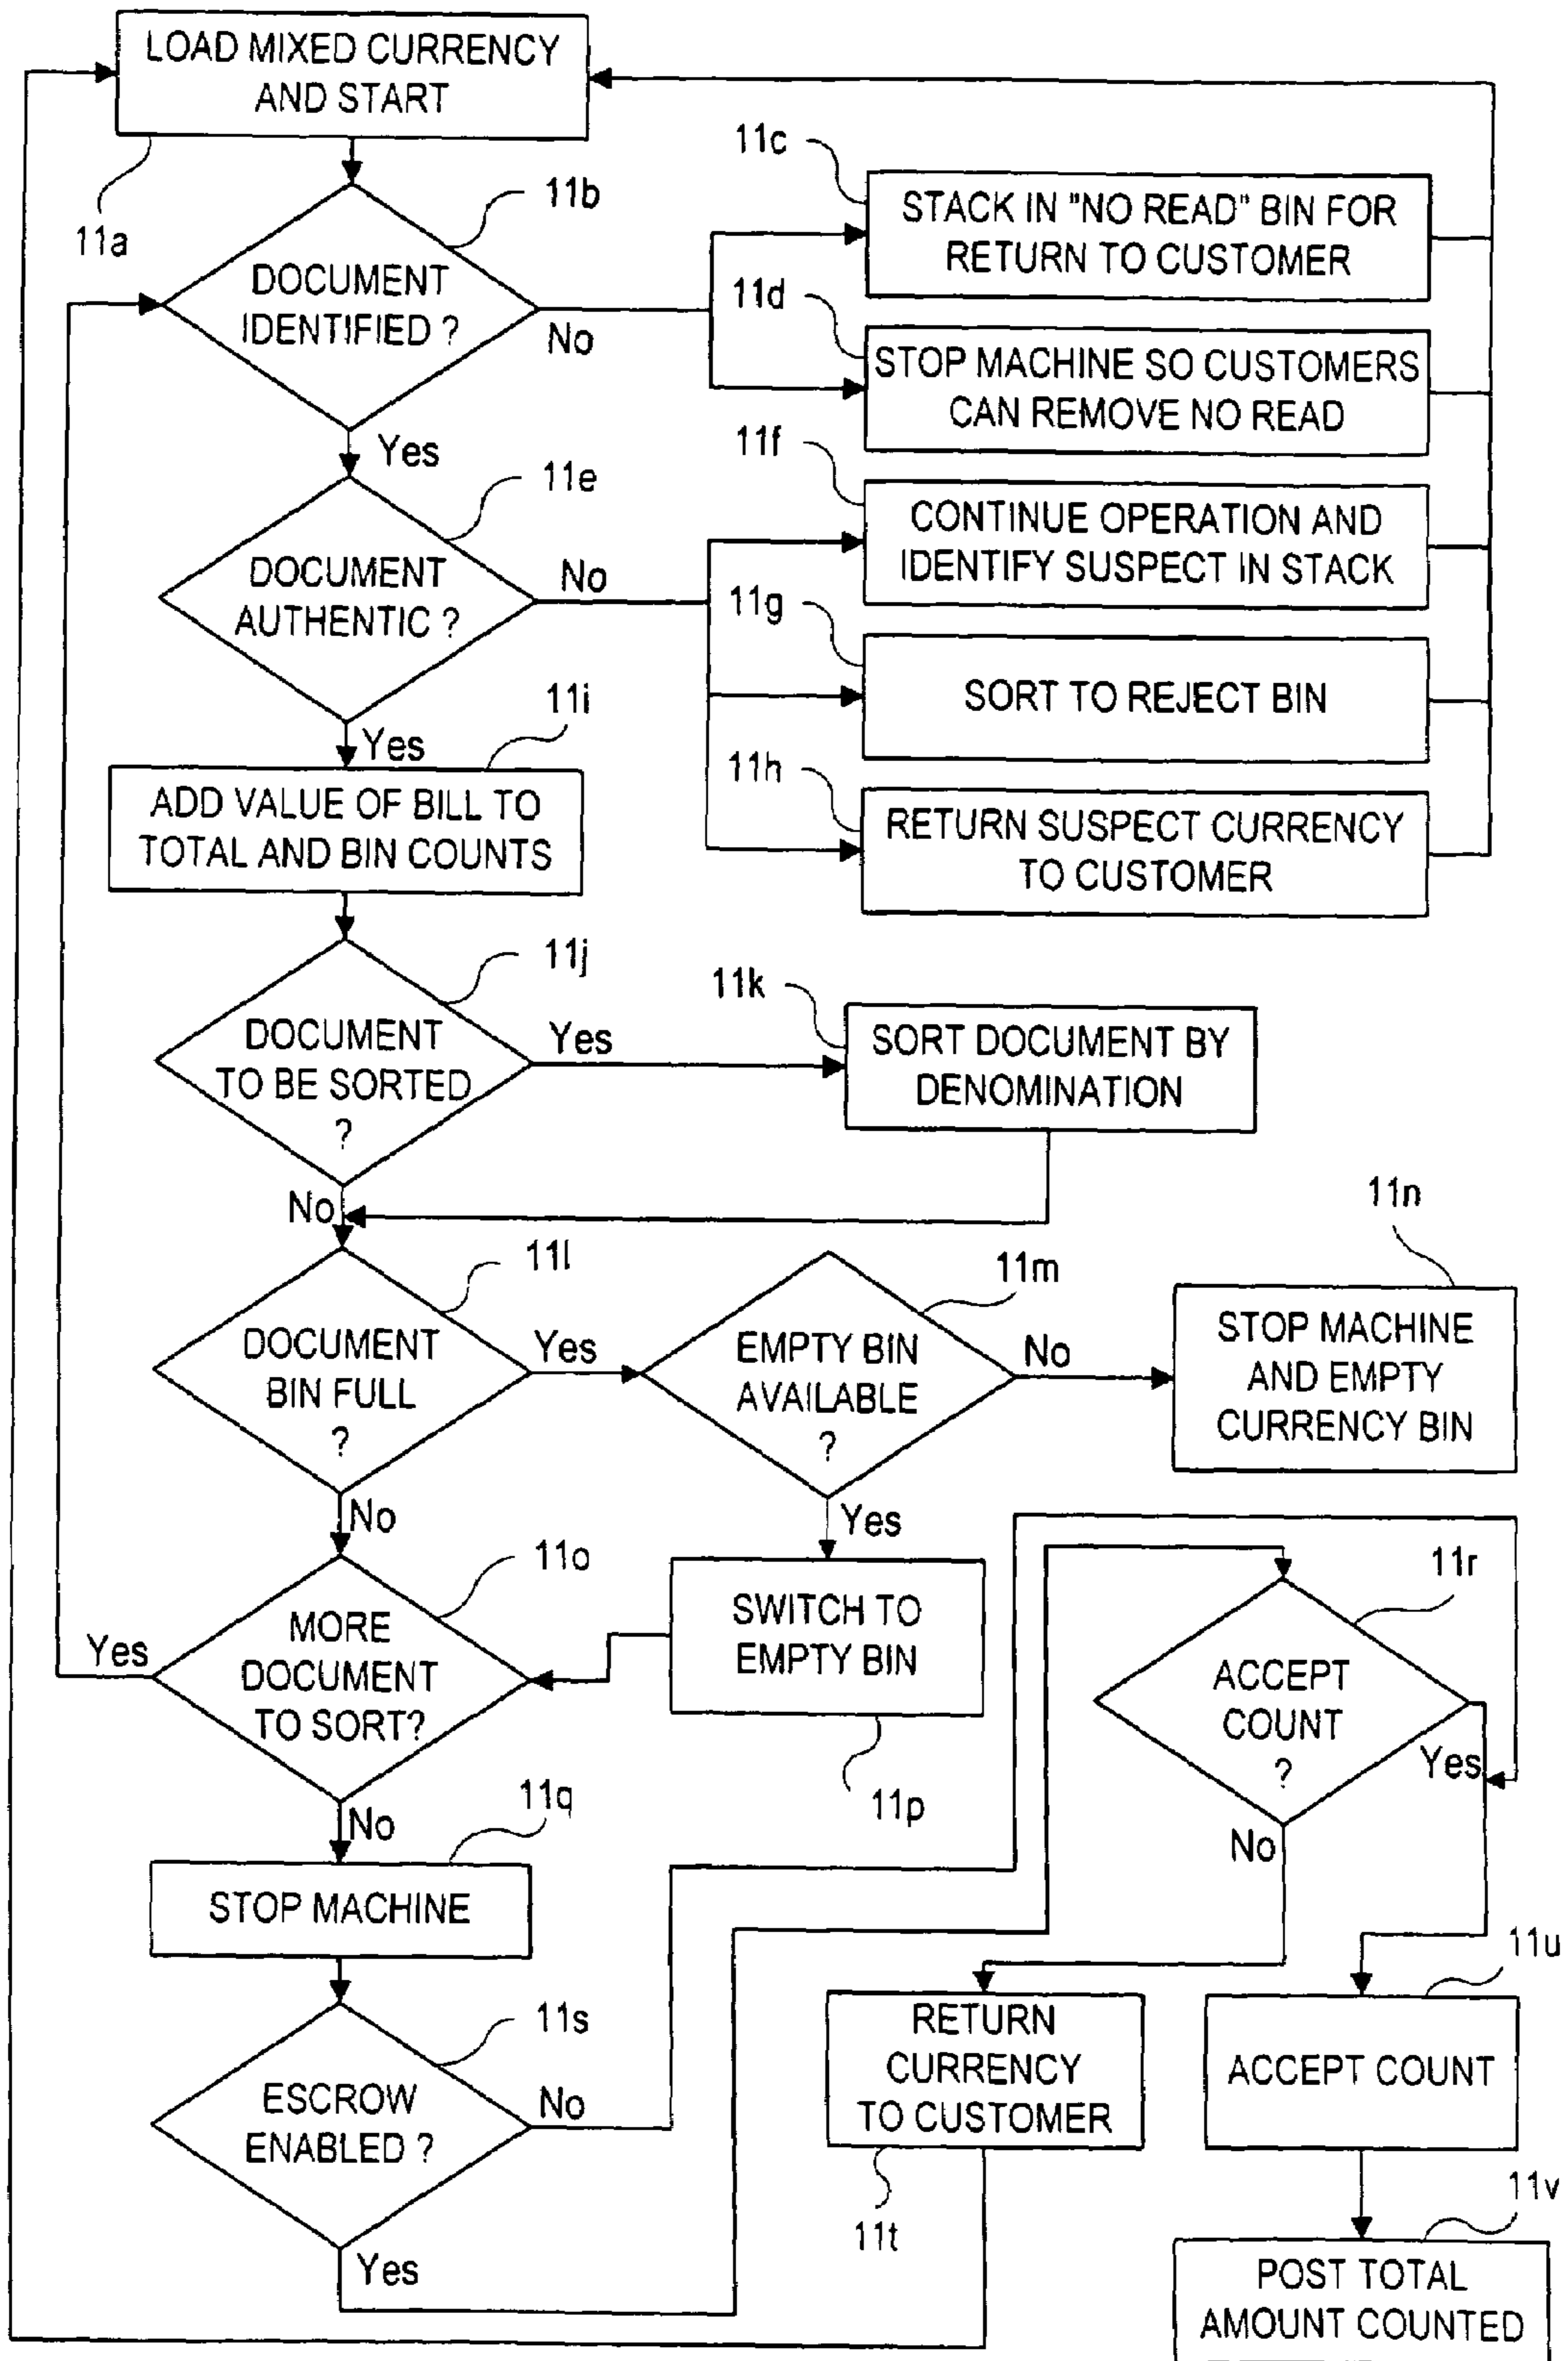 LOAD MIXED CURRENCY
AND START
11a
11b
DOCUMENT
IDENTIFIED ?
No
Yes
11c
STACK IN "NO READ" BIN FOR
RETURN TO CUSTOMER
11d
STOP MACHINE SO CUSTOMERS
CAN REMOVE NO READ
11e
DOCUMENT
AUTHENTIC ?
No
Yes
11f
CONTINUE OPERATION AND
IDENTIFY SUSPECT IN STACK
11g
SORT TO REJECT BIN
11h
RETURN SUSPECT CURRENCY
TO CUSTOMER
11i
ADD VALUE OF BILL TO
TOTAL AND BIN COUNTS
11j
DOCUMENT
TO BE SORTED
?
Yes
No
11k
SORT DOCUMENT BY
DENOMINATION
11l
DOCUMENT
BIN FULL
?
Yes
No
11m
EMPTY BIN
AVAILABLE
?
No
Yes
11n
STOP MACHINE
AND EMPTY
CURRENCY BIN
11o
MORE
DOCUMENT
TO SORT?
Yes
No
SWITCH TO
EMPTY BIN
11p
11r
ACCEPT
COUNT
?
Yes
No
11q
STOP MACHINE
11s
ESCROW
ENABLED ?
No
Yes
RETURN
CURRENCY
TO CUSTOMER
11t
11u
ACCEPT COUNT
11v
POST TOTAL
AMOUNT COUNTED